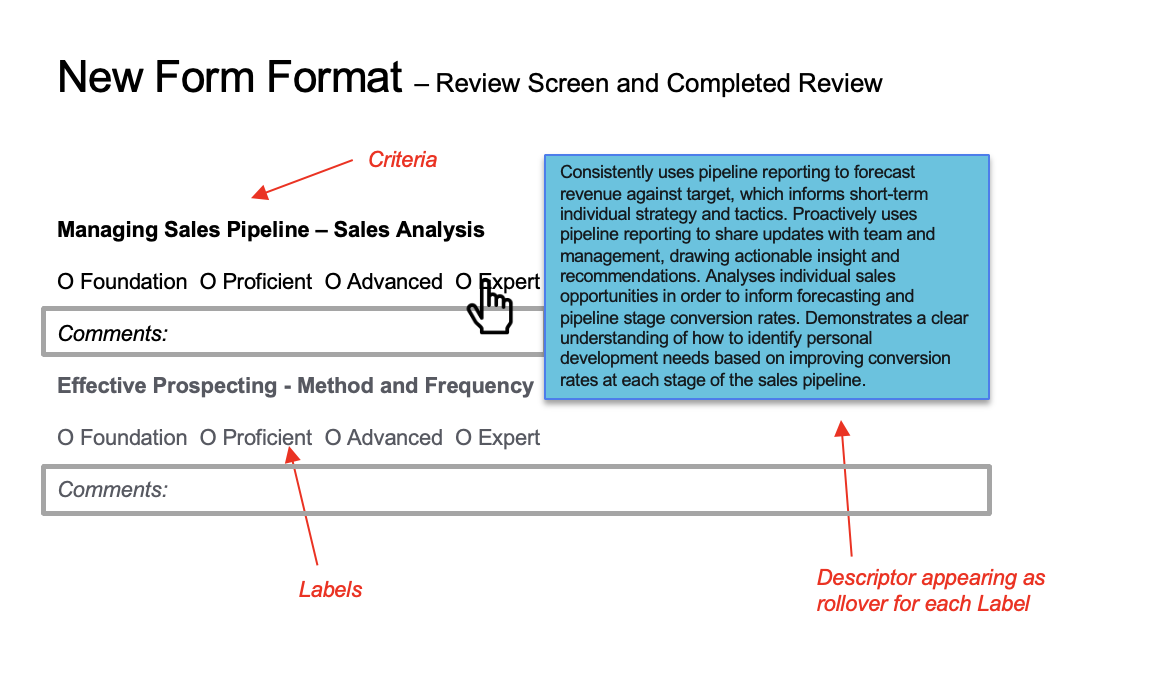 New Form Format – Review Screen and Completed Review
Criteria
Managing Sales Pipeline – Sales Analysis
O Foundation O Proficient O Advanced O Expert
Comments:
Consistently uses pipeline reporting to forecast
revenue against target, which informs short-term
individual strategy and tactics. Proactively uses
pipeline reporting to share updates with team and
management, drawing actionable insight and
recommendations. Analyses individual sales
opportunities in order to inform forecasting and
pipeline stage conversion rates. Demonstrates a clear
understanding of how to identify personal
development needs based on improving conversion
rates at each stage of the sales pipeline.
Effective Prospecting - Method and Frequency
O Foundation O Proficient O Advanced O Expert
Comments:
Labels
Descriptor appearing as
rollover for each Label